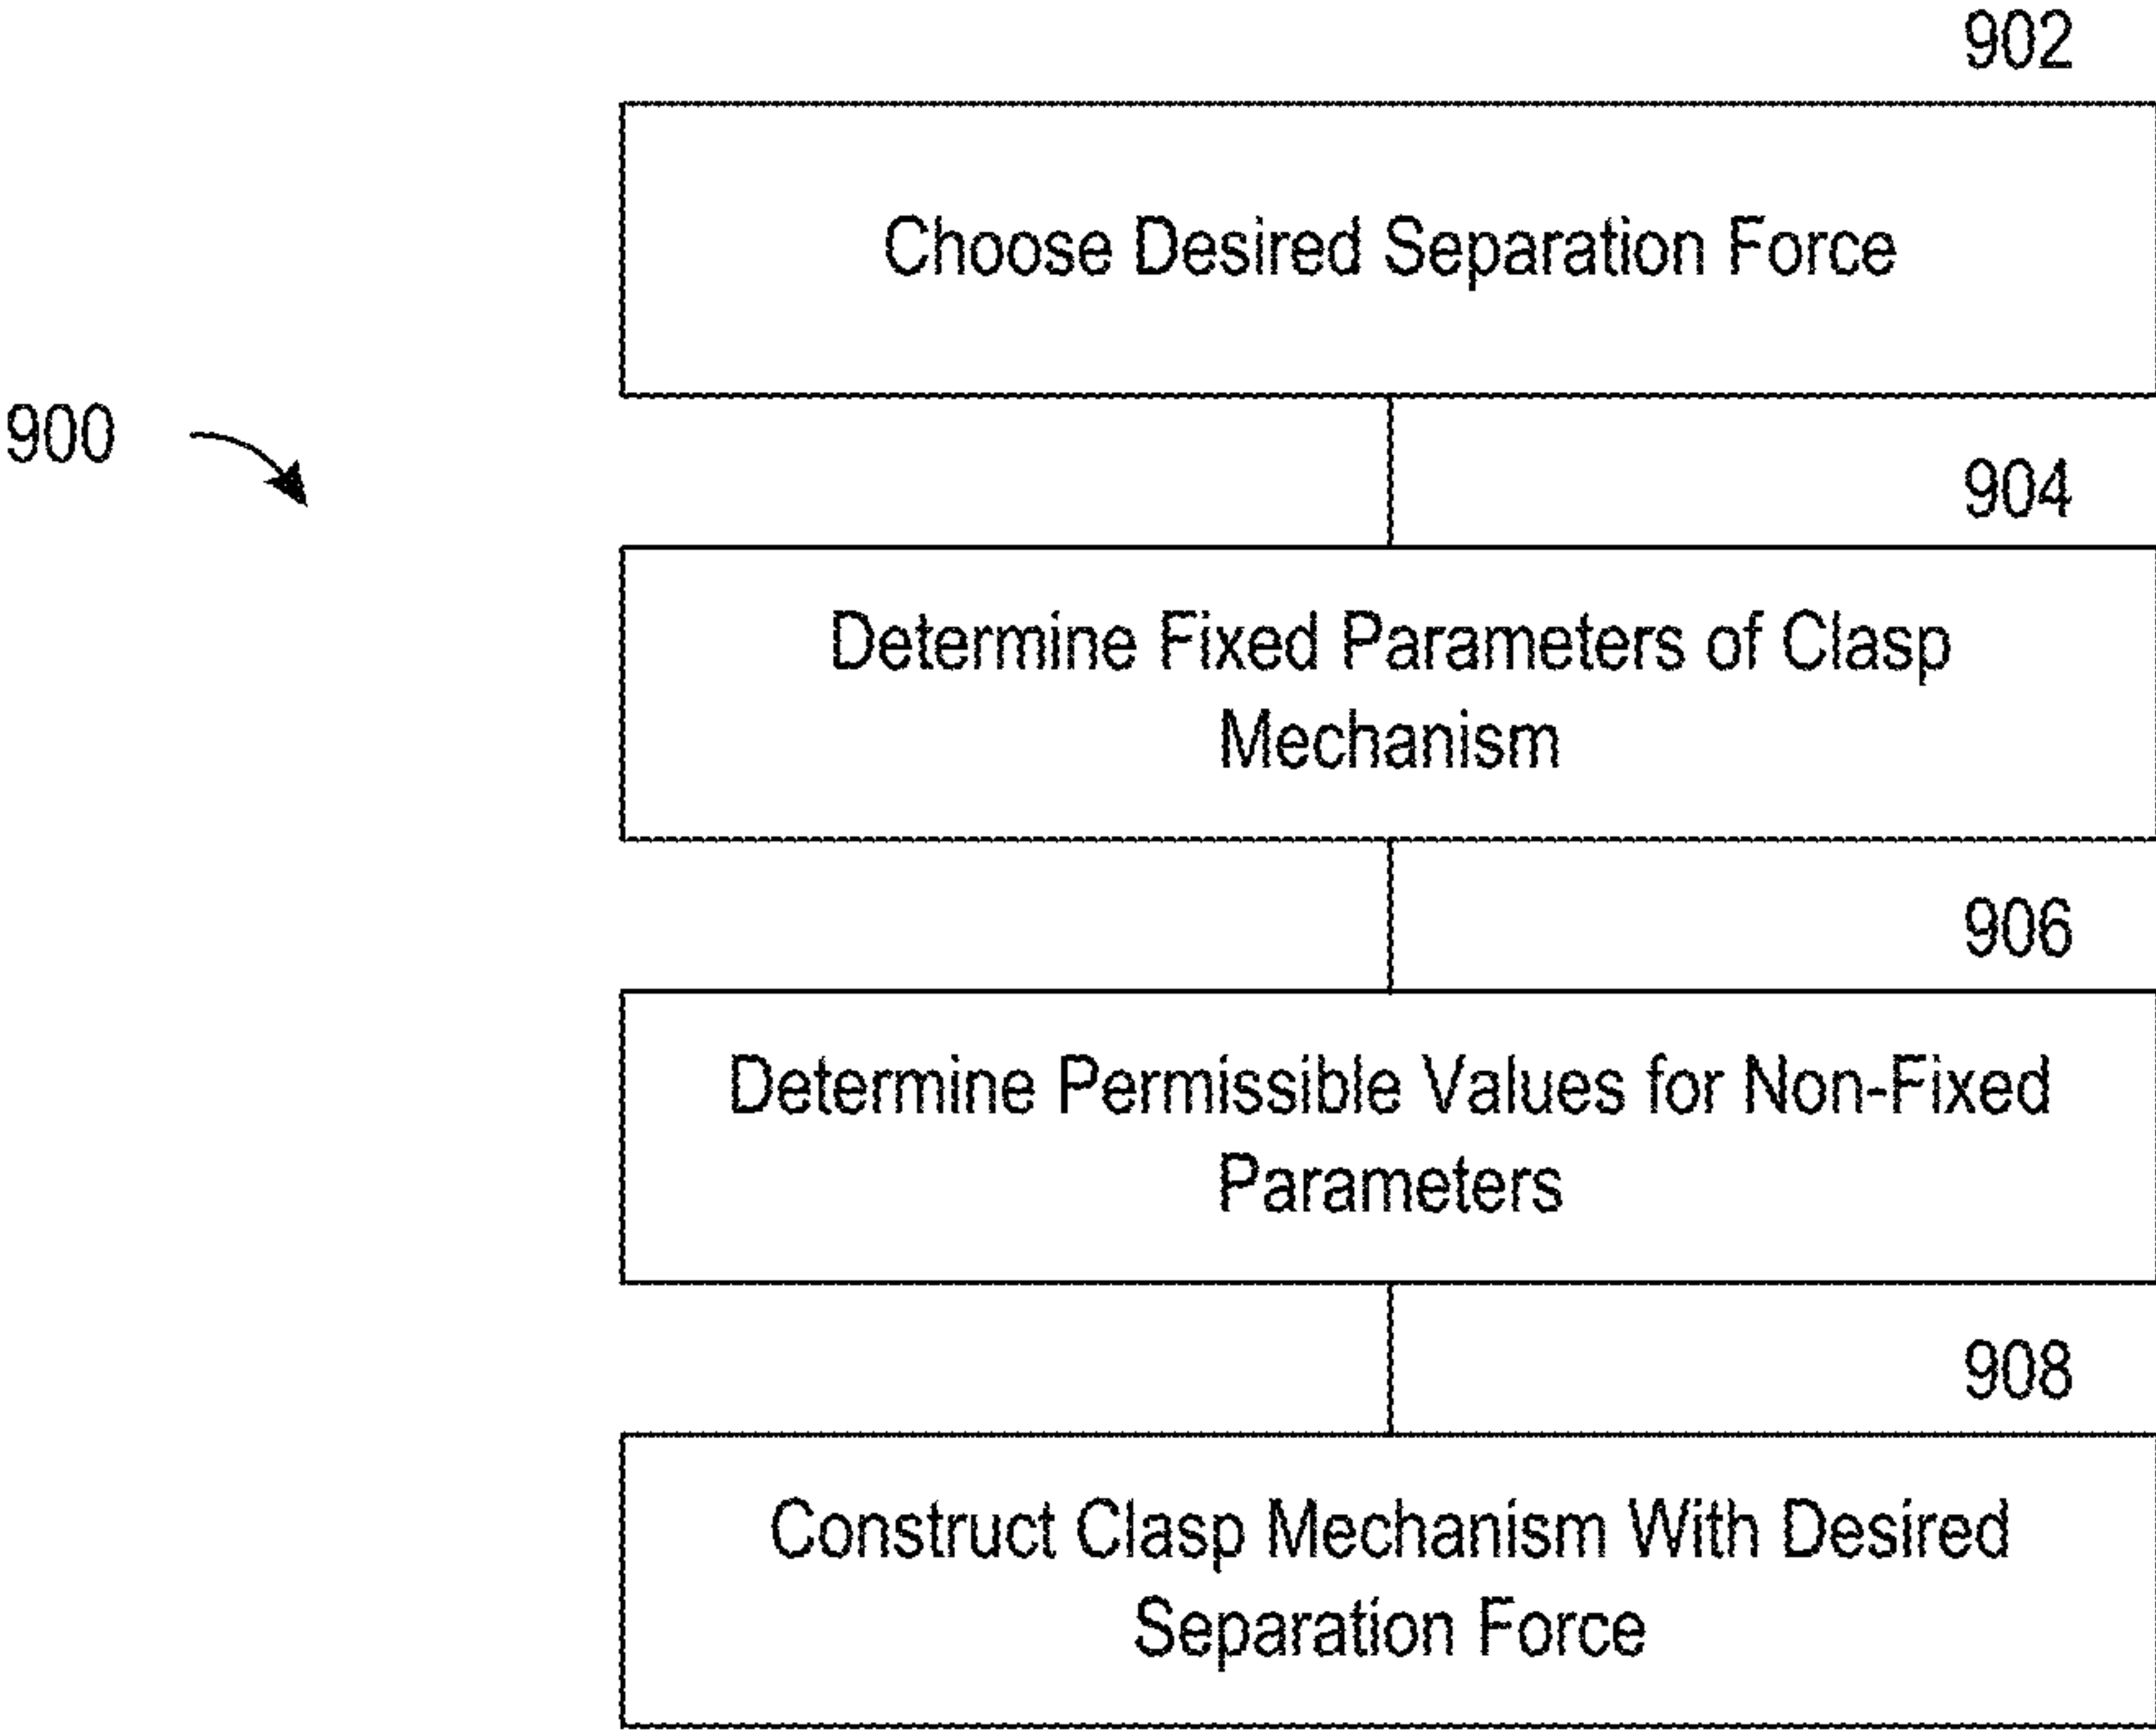 902
Choose Desired Separation Force
900
904
Determine Fixed Parameters of Clasp
Mechanism
906
Determine Permissible Values for Non-Fixed
Parameters
908
Construct Clasp Mechanism With Desired
Separation Force